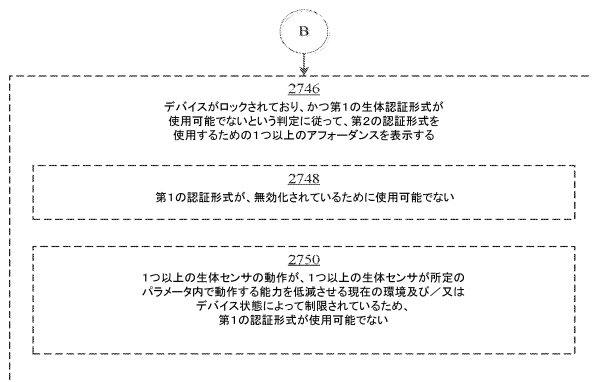 B
2746
デバイスがロックされており、かつ第1の生体認証形式が
使用可能でないという判定に従って、第2の認証形式を
使用するための1つ以上のアフォーダンスを表示する
2748
第1の認証形式が、無効化されているために使用可能でない
2750
1つ以上の生体センサの動作が、1つ以上の生体センサが所定の
パラメータ内で動作する能力を低減させる現在の環境及び／又は
デバイス状態によって制限されているため、
第1の認証形式が使用可能でない